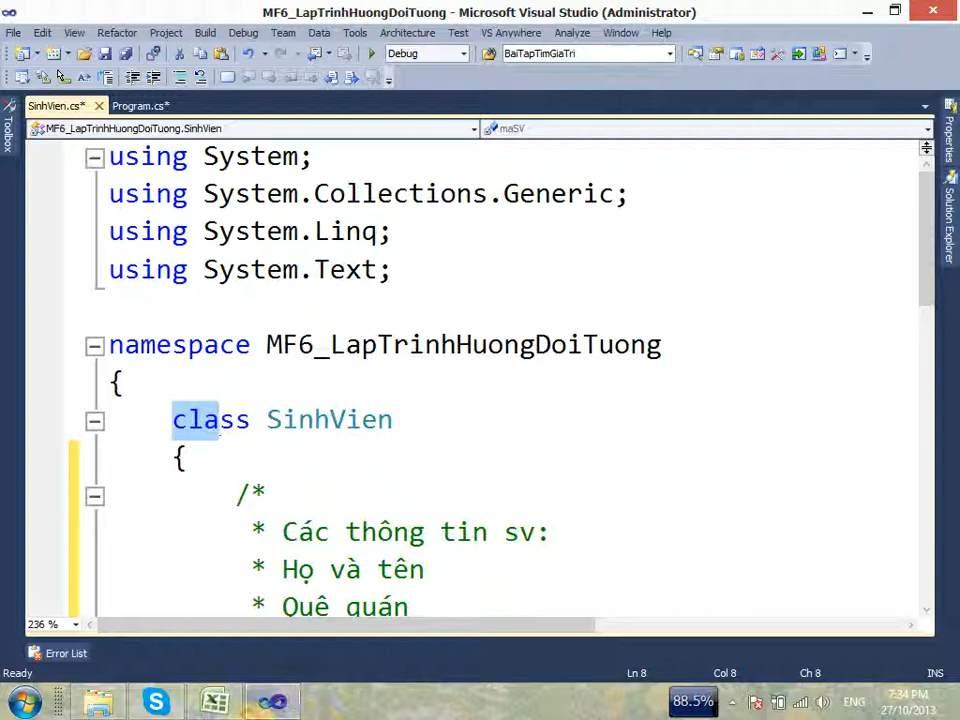 MF6_LapTrinhHuongDoiTuong - Microsoft Visual Studio (Administrator)
File Edit View Refactor Project Build Debug Team Data Tools Architecture Test VS Anywhere Analyze Window Help
Debug BaiTapTimGiaTri
SinhVien.cs* Program.cs*
MF6_LapTrinhHuongDoiTuong.SinhVien maSV
Toolbox
Properties
Solution Explorer
using System;
using System.Collections.Generic;
using System.Linq;
using System.Text;
namespace MF6_LapTrinhHuongDoiTuong
{
class SinhVien
{
/*
* Các thông tin sv:
* Họ và tên
* Quê quán
236 %
Error List
Ready Ln 8 Col 8 Ch 8 INS
88.5% ENG 7:34 PM
27/10/2013